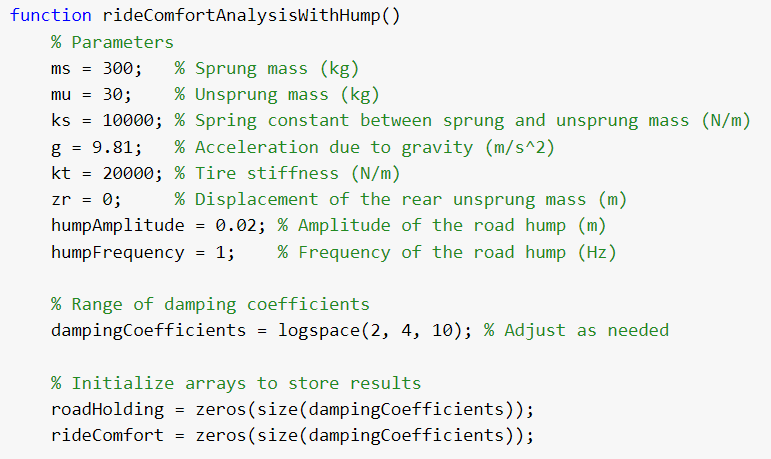 function rideComfortAnalysisWithHump()
    % Parameters
    ms = 300;   % Sprung mass (kg)
    mu = 30;    % Unsprung mass (kg)
    ks = 10000; % Spring constant between sprung and unsprung mass (N/m)
    g = 9.81;   % Acceleration due to gravity (m/s^2)
    kt = 20000; % Tire stiffness (N/m)
    zr = 0;     % Displacement of the rear unsprung mass (m)
    humpAmplitude = 0.02; % Amplitude of the road hump (m)
    humpFrequency = 1;    % Frequency of the road hump (Hz)

    % Range of damping coefficients
    dampingCoefficients = logspace(2, 4, 10); % Adjust as needed

    % Initialize arrays to store results
    roadHolding = zeros(size(dampingCoefficients));
    rideComfort = zeros(size(dampingCoefficients));